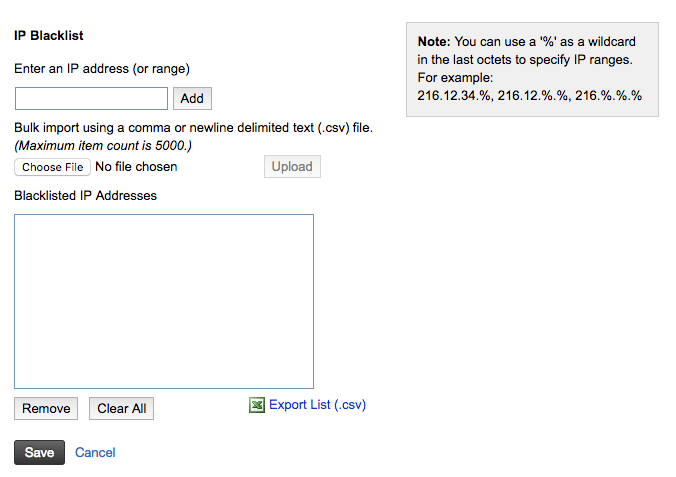 IP Blacklist
Note: You can use a '%' as a wildcard
in the last octets to specify IP ranges.
For example:
216.12.34.%, 216.12.%.%, 216.%.%.%
Enter an IP address (or range)
Add
Bulk import using a comma or newline delimited text (.csv) file.
(Maximum item count is 5000.)
Choose File No file chosen Upload
Blacklisted IP Addresses
Remove Clear All Export List (.csv)
Save Cancel